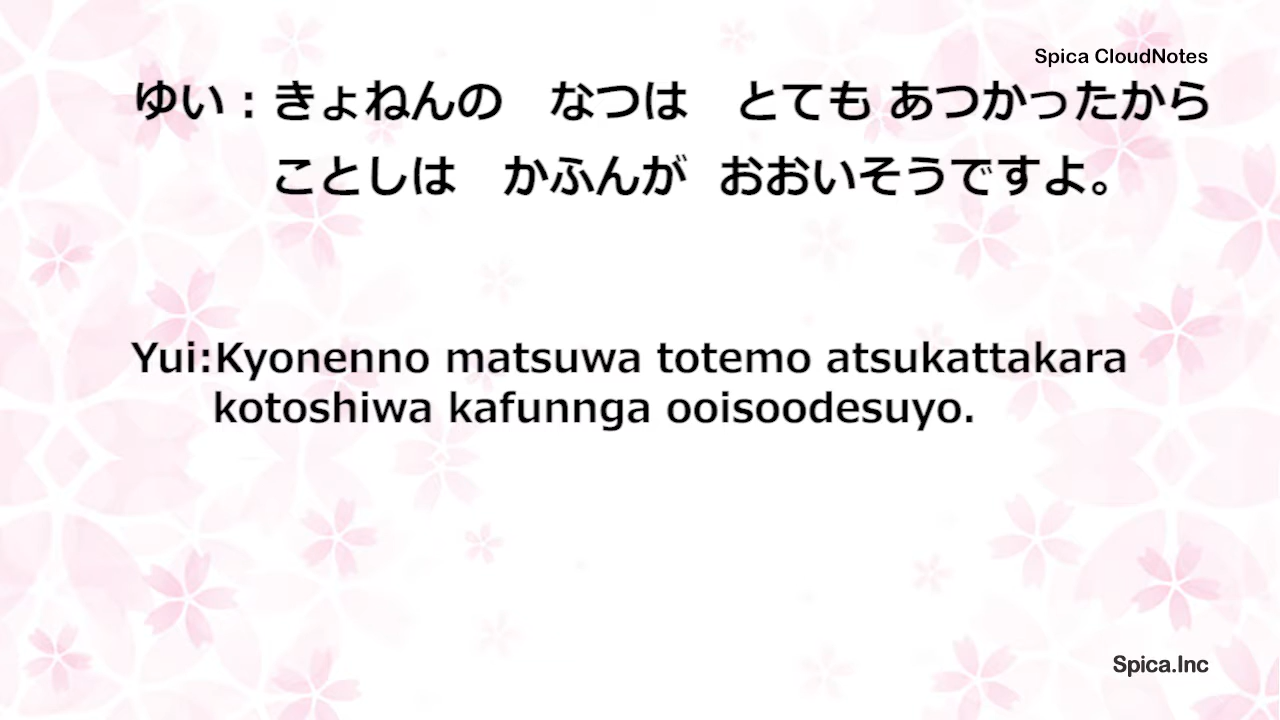 Spica CloudNotes
ゆい：きょねんの　なつは　とても あつかったから
ことしは　かふんが おおいそうですよ。
Yui:Kyonenno matsuwa totemo atsukattakara
kotoshiwa kafunnga ooisoodesuyo.
Spica.Inc